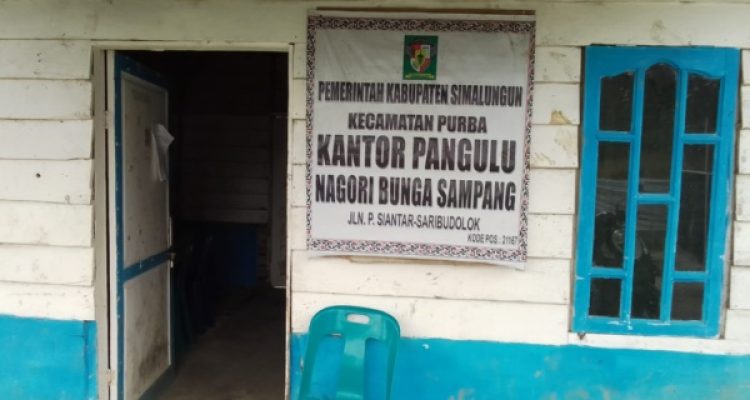 PEMERINTAH KABUPATEN SIMALUNGUN
KECAMATAN PURBA
KANTOR PANGULU
NAGORI BUNGA SAMPANG
JLN. P. SIANTAR-SARIBUDOLOK
KODE POS : 21167